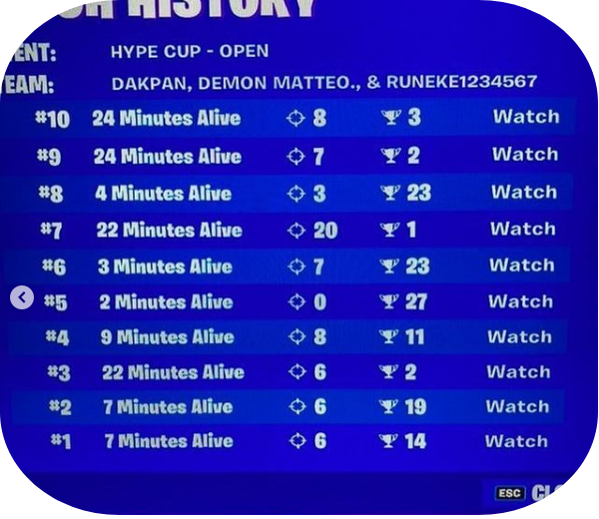 HISTORY
ENT: HYPE CUP - OPEN
EAM: DAKPAN, DEMON MATTEO., & RUNEKE1234567
#10 24 Minutes Alive 8 3 Watch
#9 24 Minutes Alive 7 2 Watch
#8 4 Minutes Alive 3 23 Watch
#7 22 Minutes Alive 20 1 Watch
#6 3 Minutes Alive 7 23 Watch
#5 2 Minutes Alive 0 27 Watch
#4 9 Minutes Alive 8 11 Watch
#3 22 Minutes Alive 6 2 Watch
#2 7 Minutes Alive 6 19 Watch
#1 7 Minutes Alive 6 14 Watch
ESC